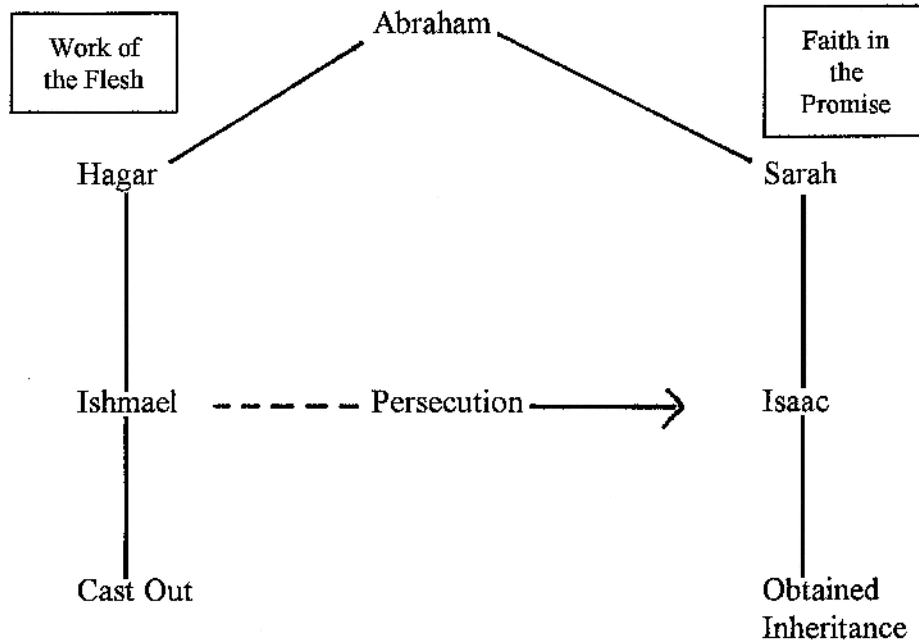 Abraham
Work of
the Flesh
Faith in
the
Promise
Hagar
Sarah
Ishmael
Persecution
Isaac
Cast Out
Obtained
Inheritance